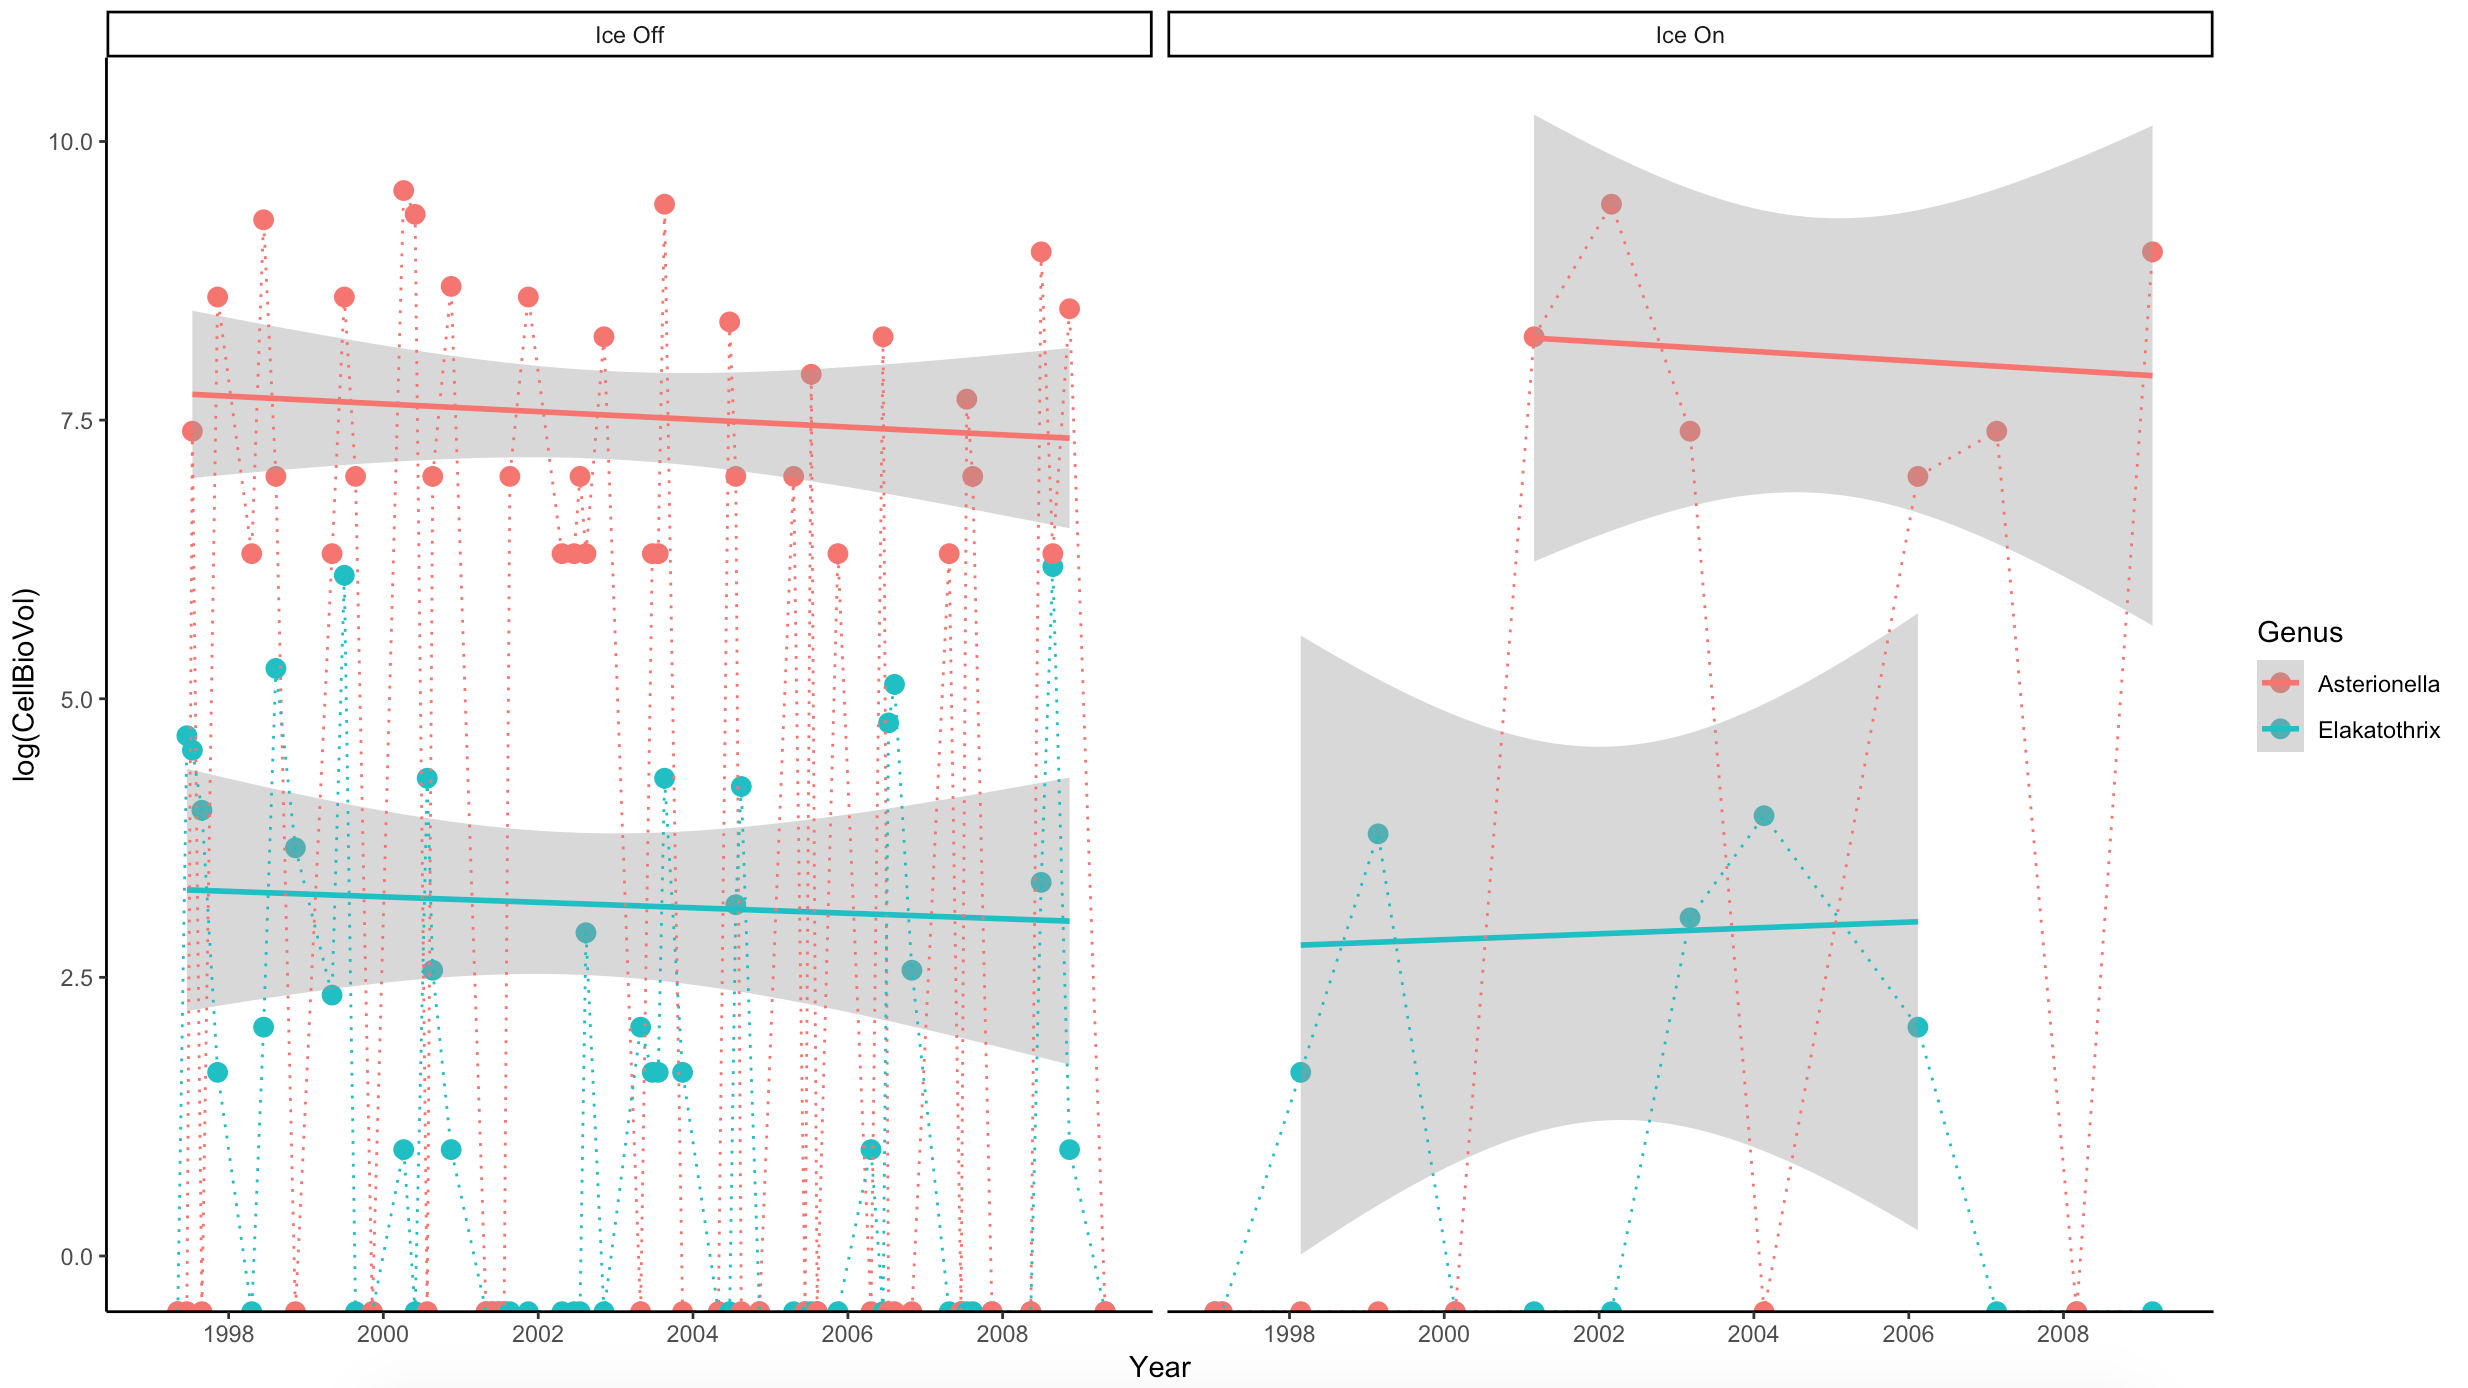 Ice Off
Ice On
10.0
7.5
5.0
2.5
0.0
log(CellBioVol)
1998 2000 2002 2004 2006 2008
1998 2000 2002 2004 2006 2008
Year
Genus
Asterionella
Elakatothrix